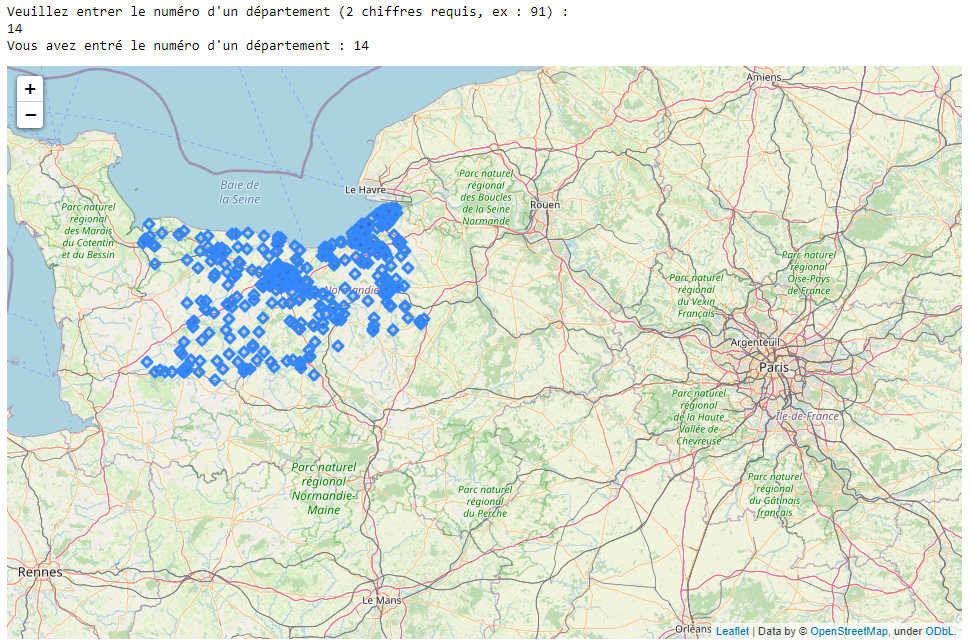 Veuillez entrer le numéro d'un département (2 chiffres requis, ex : 91) :
14
Vous avez entré le numéro d'un département : 14
+
−
Amiens
Baie de
la Seine
Le Havre
Parc naturel
régional
des Boucles
de la Seine
Normande
Rouen
Parc naturel
régional
des Marais
du Cotentin
et du Bessin
Parc naturel
régional
Oise-Pays
de France
Parc naturel
régional
du Vexin
Français
Normandie
Argenteuil
Paris
Parc naturel
régional
de la Haute
Vallée de
Chevreuse
Île-de-France
Parc naturel
régional
Normandie-
Maine
Parc naturel
régional
du Perche
Parc naturel
régional
du Gâtinais
français
Rennes
Le Mans
Orléans
Leaflet | Data by © OpenStreetMap, under ODbL.